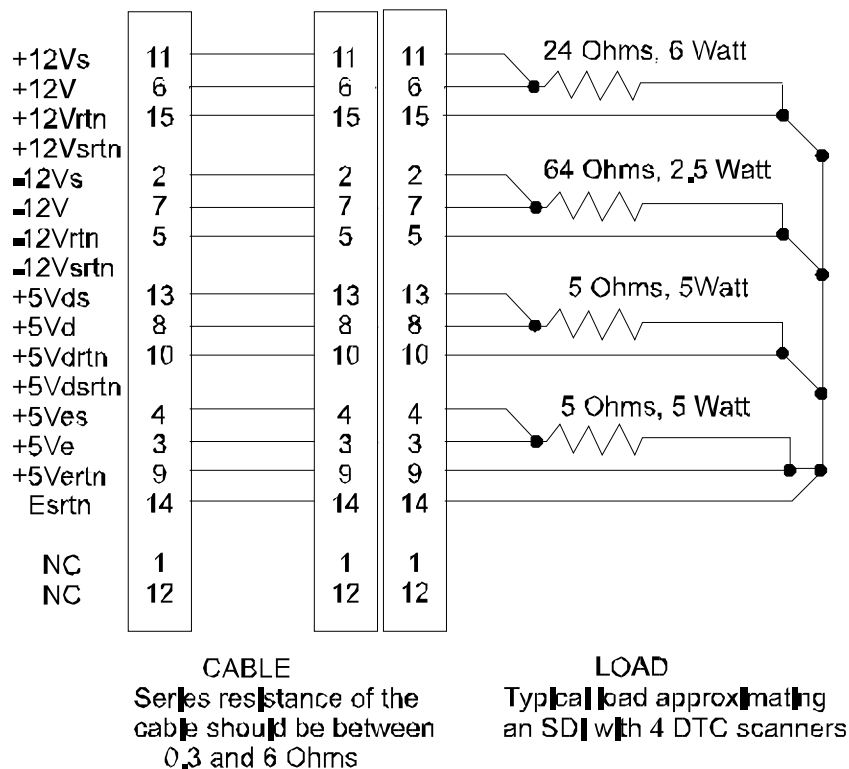 +12Vs 11 11 11 24 Ohms, 6 Watt
+12V 6 6 6
+12Vrtn 15 15 15
+12Vsrtn
-12Vs 2 2 2 64 Ohms, 2.5 Watt
-12V 7 7 7
-12Vrtn 5 5 5
-12Vsrtn
+5Vds 13 13 13 5 Ohms, 5Watt
+5Vd 8 8 8
+5Vdrtn 10 10 10
+5Vdsrtn
+5Ves 4 4 4 5 Ohms, 5 Watt
+5Ve 3 3 3
+5Vertn 9 9 9
Esrtn 14 14 14
NC 1 1 1
NC 12 12 12
CABLE
Series resistance of the
cable should be between
0.3 and 6 Ohms
LOAD
Typical load approximating
an SDI with 4 DTC scanners